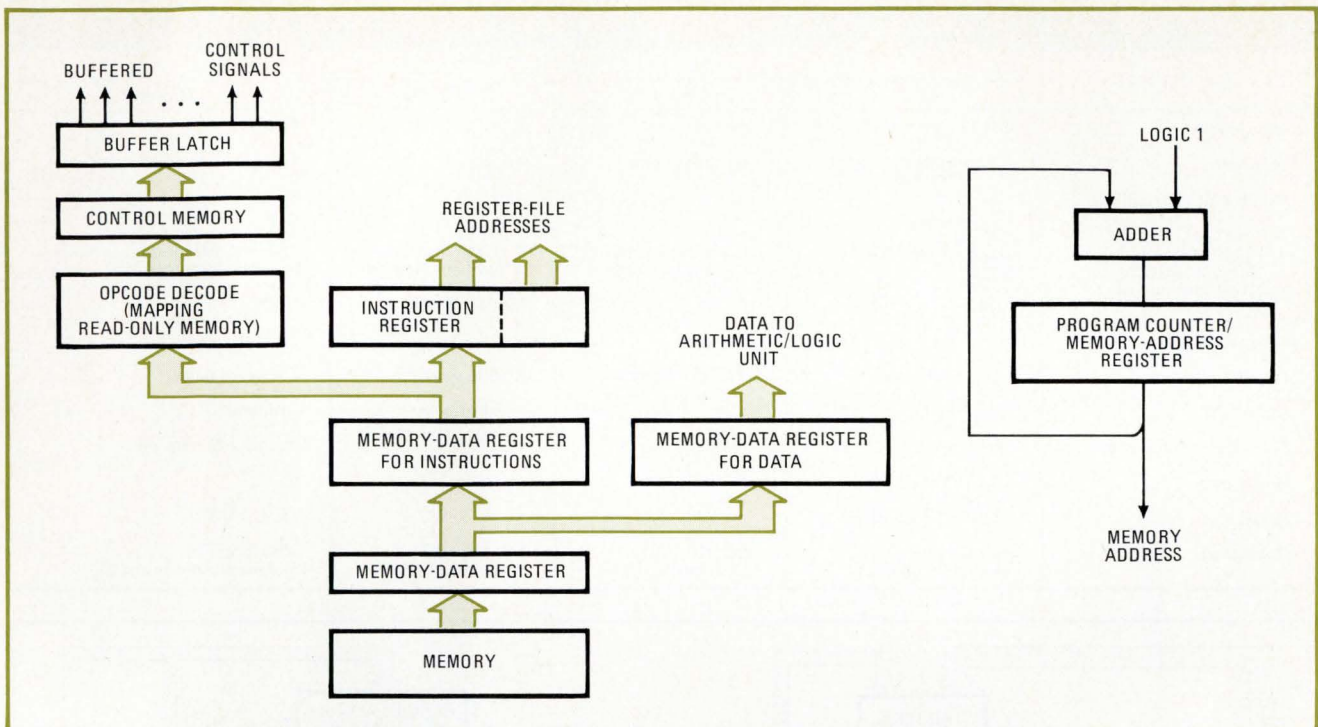 BUFFERED
CONTROL
SIGNALS
. . .
BUFFER LATCH
CONTROL MEMORY
OPCODE DECODE
(MAPPING
READ-ONLY MEMORY)
REGISTER-FILE
ADDRESSES
INSTRUCTION
REGISTER
DATA TO
ARITHMETIC/LOGIC
UNIT
MEMORY-DATA REGISTER
FOR INSTRUCTIONS
MEMORY-DATA REGISTER
FOR DATA
MEMORY-DATA REGISTER
MEMORY
LOGIC 1
ADDER
PROGRAM COUNTER/
MEMORY-ADDRESS
REGISTER
MEMORY
ADDRESS